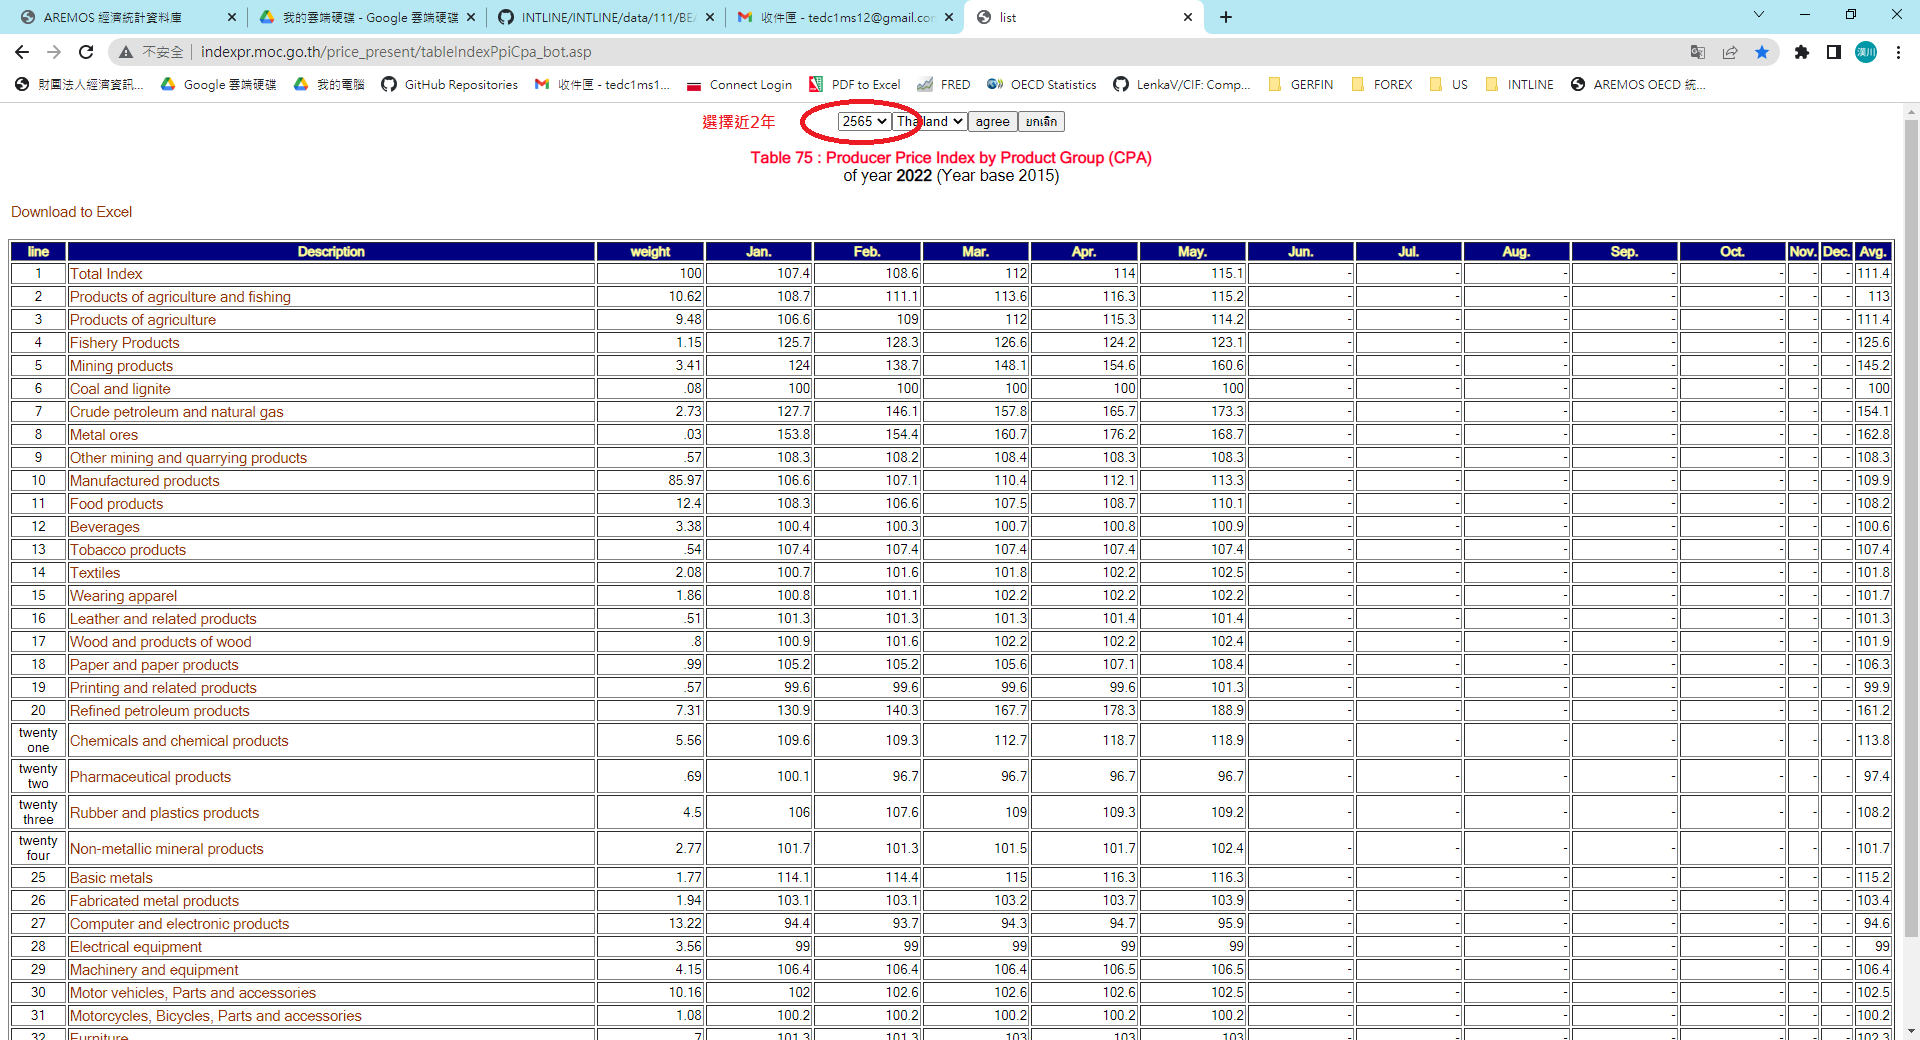 AREMOS 經濟統計資料庫
我的雲端硬碟 - Google 雲端硬碟
INTLINE/INTLINE/data/111/BEA
收件匣 - tedc1ms12@gmail.com
list
不安全 indexpr.moc.go.th/price_present/tableIndexPpiCpa_bot.asp
漢川
財團法人經濟資訊... Google 雲端硬碟 我的電腦 GitHub Repositories 收件匣 - tedc1ms1... Connect Login PDF to Excel FRED OECD Statistics LenkaV/CIF: Comp... GERFIN FOREX US INTLINE AREMOS OECD 統...
選擇近2年 2565 Thailand agree ยกเลิก
Table 75 : Producer Price Index by Product Group (CPA)
of year 2022 (Year base 2015)
Download to Excel
line Description weight Jan. Feb. Mar. Apr. May. Jun. Jul. Aug. Sep. Oct. Nov. Dec. Avg.
1 Total Index 100 107.4 108.6 112 114 115.1 - - - - - - - 111.4
2 Products of agriculture and fishing 10.62 108.7 111.1 113.6 116.3 115.2 - - - - - - - 113
3 Products of agriculture 9.48 106.6 109 112 115.3 114.2 - - - - - - - 111.4
4 Fishery Products 1.15 125.7 128.3 126.6 124.2 123.1 - - - - - - - 125.6
5 Mining products 3.41 124 138.7 148.1 154.6 160.6 - - - - - - - 145.2
6 Coal and lignite .08 100 100 100 100 100 - - - - - - - 100
7 Crude petroleum and natural gas 2.73 127.7 146.1 157.8 165.7 173.3 - - - - - - - 154.1
8 Metal ores .03 153.8 154.4 160.7 176.2 168.7 - - - - - - - 162.8
9 Other mining and quarrying products .57 108.3 108.2 108.4 108.3 108.3 - - - - - - - 108.3
10 Manufactured products 85.97 106.6 107.1 110.4 112.1 113.3 - - - - - - - 109.9
11 Food products 12.4 108.3 106.6 107.5 108.7 110.1 - - - - - - - 108.2
12 Beverages 3.38 100.4 100.3 100.7 100.8 100.9 - - - - - - - 100.6
13 Tobacco products .54 107.4 107.4 107.4 107.4 107.4 - - - - - - - 107.4
14 Textiles 2.08 100.7 101.6 101.8 102.2 102.5 - - - - - - - 101.8
15 Wearing apparel 1.86 100.8 101.1 102.2 102.2 102.2 - - - - - - - 101.7
16 Leather and related products .51 101.3 101.3 101.3 101.4 101.4 - - - - - - - 101.3
17 Wood and products of wood .8 100.9 101.6 102.2 102.2 102.4 - - - - - - - 101.9
18 Paper and paper products .99 105.2 105.2 105.6 107.1 108.4 - - - - - - - 106.3
19 Printing and related products .57 99.6 99.6 99.6 99.6 101.3 - - - - - - - 99.9
20 Refined petroleum products 7.31 130.9 140.3 167.7 178.3 188.9 - - - - - - - 161.2
twenty one Chemicals and chemical products 5.56 109.6 109.3 112.7 118.7 118.9 - - - - - - - 113.8
twenty two Pharmaceutical products .69 100.1 96.7 96.7 96.7 96.7 - - - - - - - 97.4
twenty three Rubber and plastics products 4.5 106 107.6 109 109.3 109.2 - - - - - - - 108.2
twenty four Non-metallic mineral products 2.77 101.7 101.3 101.5 101.7 102.4 - - - - - - - 101.7
25 Basic metals 1.77 114.1 114.4 115 116.3 116.3 - - - - - - - 115.2
26 Fabricated metal products 1.94 103.1 103.1 103.2 103.7 103.9 - - - - - - - 103.4
27 Computer and electronic products 13.22 94.4 93.7 94.3 94.7 95.9 - - - - - - - 94.6
28 Electrical equipment 3.56 99 99 99 99 99 - - - - - - - 99
29 Machinery and equipment 4.15 106.4 106.4 106.4 106.5 106.5 - - - - - - - 106.4
30 Motor vehicles, Parts and accessories 10.16 102 102.6 102.6 102.6 102.5 - - - - - - - 102.5
31 Motorcycles, Bicycles, Parts and accessories 1.08 100.2 100.2 100.2 100.2 100.2 - - - - - - - 100.2
32 Furniture .7 101.3 101.3 103 103 103 - - - - - - - 102.3